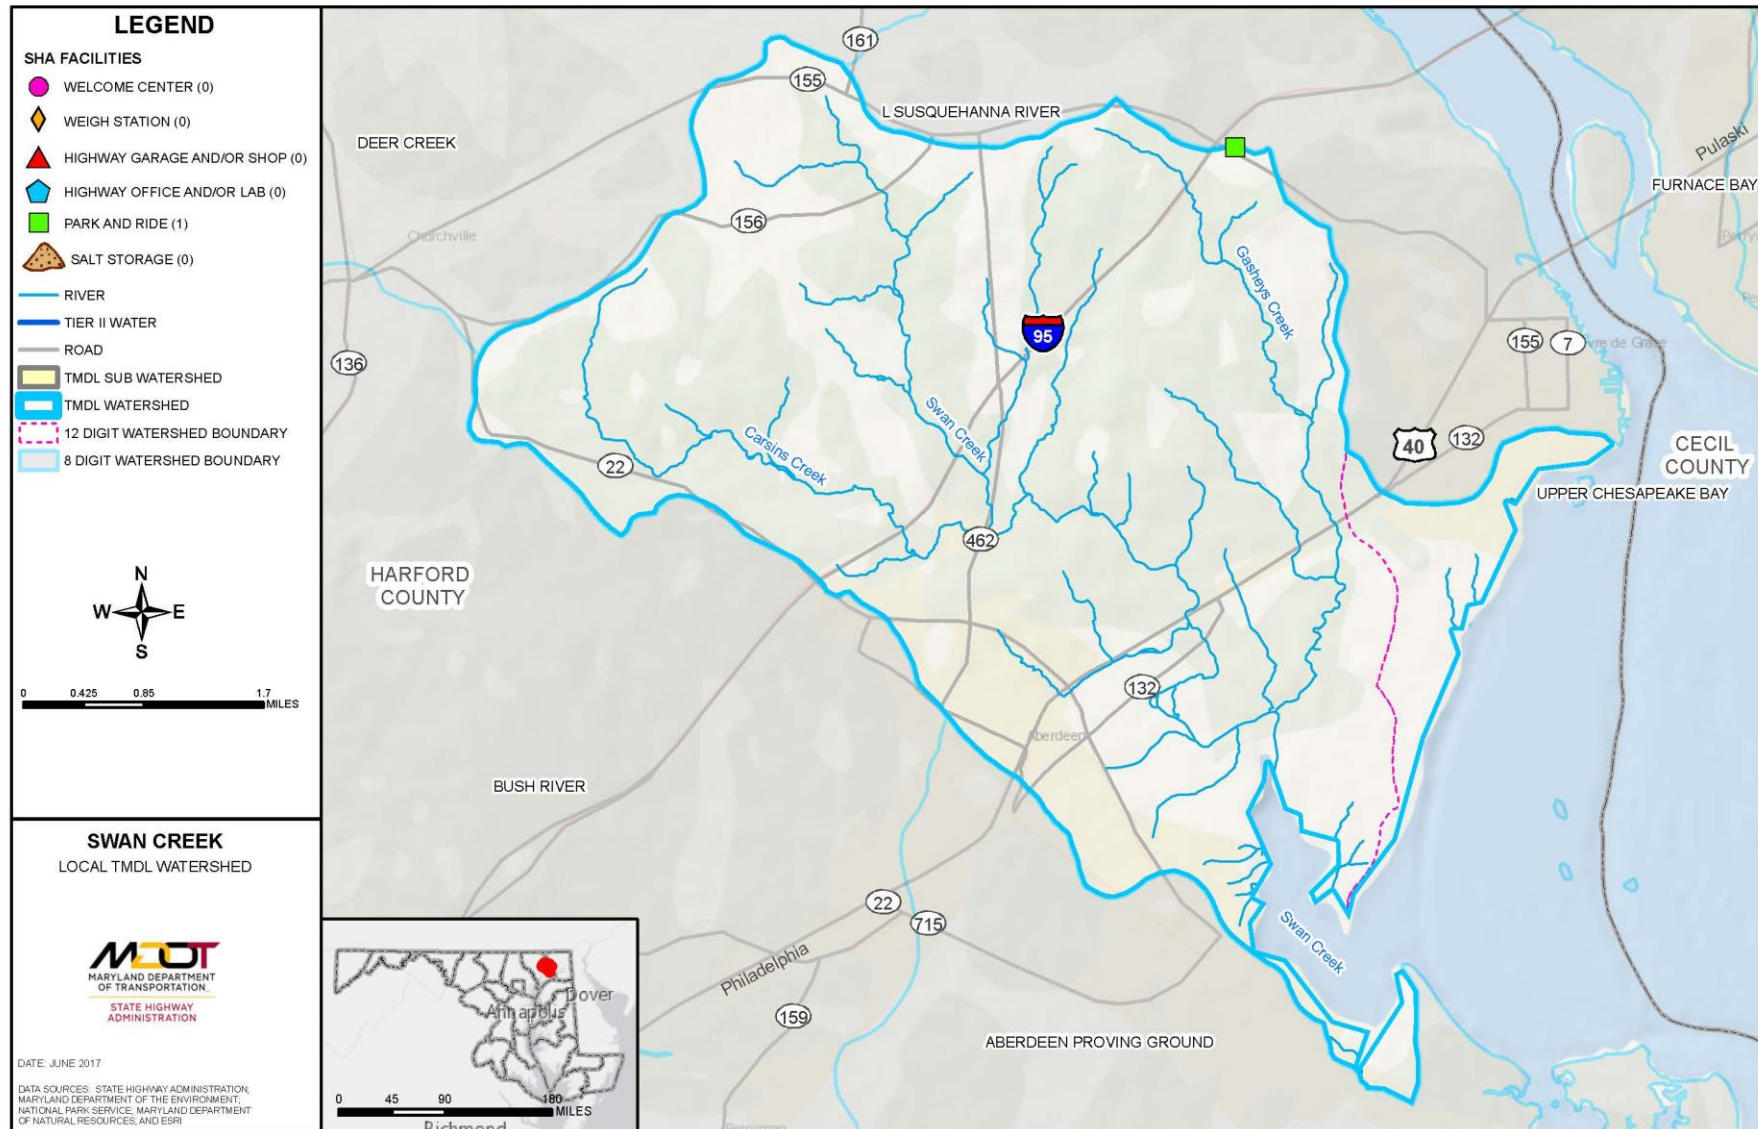 LEGEND
SHA FACILITIES
WELCOME CENTER (0)
WEIGH STATION (0)
HIGHWAY GARAGE AND/OR SHOP (0)
HIGHWAY OFFICE AND/OR LAB (0)
PARK AND RIDE (1)
SALT STORAGE (0)
RIVER
TIER II WATER
ROAD
TMDL SUB WATERSHED
TMDL WATERSHED
12 DIGIT WATERSHED BOUNDARY
8 DIGIT WATERSHED BOUNDARY
N
W E
S
0 0.425 0.85 1.7
MILES
SWAN CREEK
LOCAL TMDL WATERSHED
MDOT
MARYLAND DEPARTMENT
OF TRANSPORTATION
STATE HIGHWAY
ADMINISTRATION
DATE: JUNE 2017
DATA SOURCES: STATE HIGHWAY ADMINISTRATION;
MARYLAND DEPARTMENT OF THE ENVIRONMENT;
NATIONAL PARK SERVICE; MARYLAND DEPARTMENT
OF NATURAL RESOURCES; AND ESRI
161
155
L SUSQUEHANNA RIVER
DEER CREEK
Pulaski
FURNACE BAY
156
Churchville
Gasheys Creek
95
136
155
7
vre de Grace
Swan Creek
Carsins Creek
40
132
CECIL
COUNTY
22
UPPER CHESAPEAKE BAY
462
HARFORD
COUNTY
132
Aberdeen
BUSH RIVER
22
715
Swan Creek
Philadelphia
159
ABERDEEN PROVING GROUND
Perryman
Dover
Annapolis
0 45 90 180
MILES
Richmond